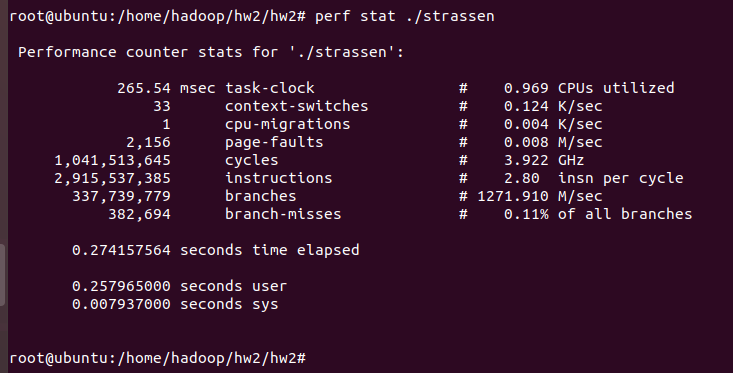 root@ubuntu:/home/hadoop/hw2/hw2# perf stat ./strassen
Performance counter stats for './strassen':
265.54 msec task-clock # 0.969 CPUs utilized
33 context-switches # 0.124 K/sec
1 cpu-migrations # 0.004 K/sec
2,156 page-faults # 0.008 M/sec
1,041,513,645 cycles # 3.922 GHz
2,915,537,385 instructions # 2.80 insn per cycle
337,739,779 branches # 1271.910 M/sec
382,694 branch-misses # 0.11% of all branches
0.274157564 seconds time elapsed
0.257965000 seconds user
0.007937000 seconds sys
root@ubuntu:/home/hadoop/hw2/hw2#